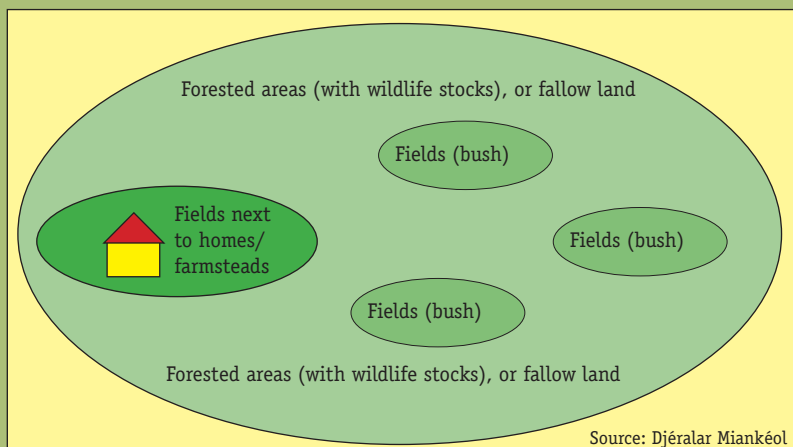 Forested areas (with wildlife stocks), or fallow land
Fields (bush)
Fields next
to homes/
farmsteads
Fields (bush)
Fields (bush)
Forested areas (with wildlife stocks), or fallow land
Source: Djéralar Miankéol